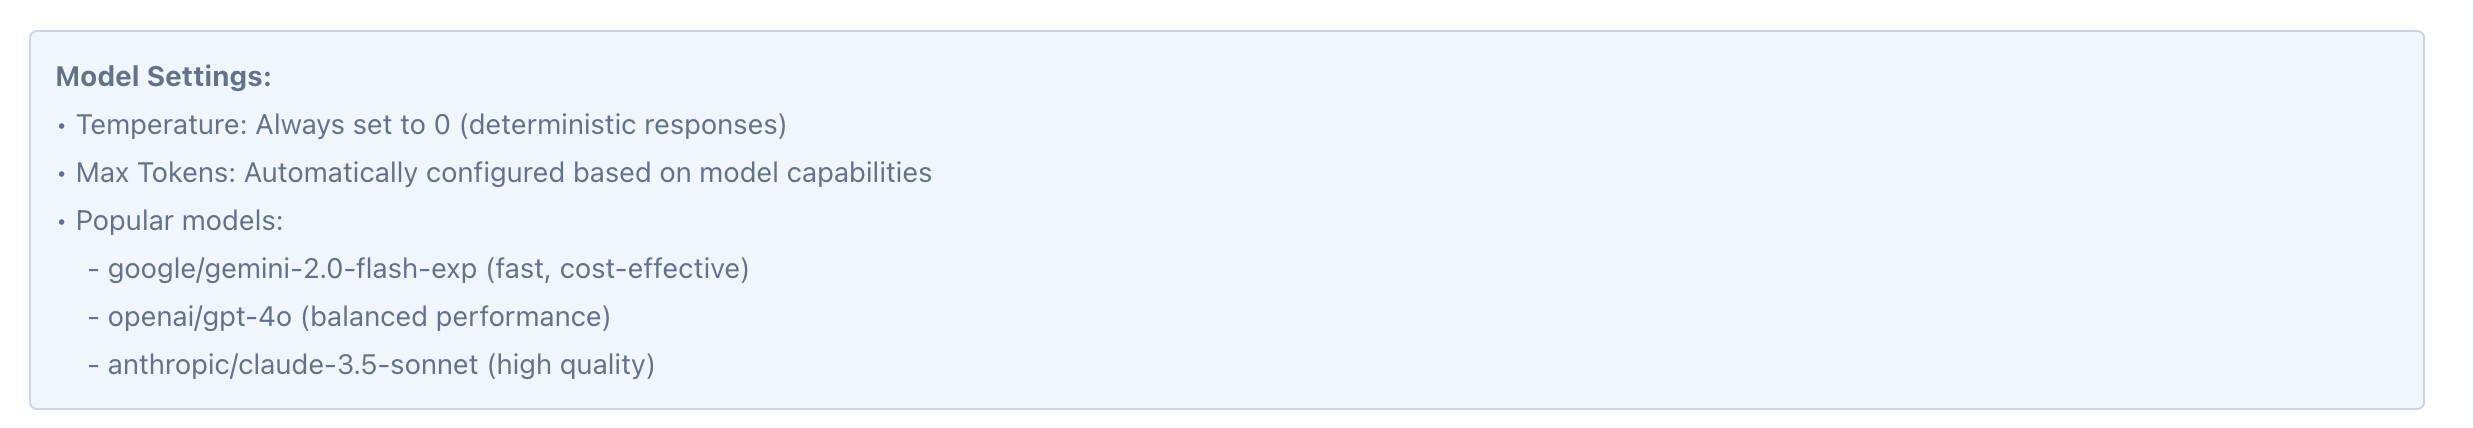 Model Settings:
• Temperature: Always set to 0 (deterministic responses)
• Max Tokens: Automatically configured based on model capabilities
• Popular models:
- google/gemini-2.0-flash-exp (fast, cost-effective)
- openai/gpt-4o (balanced performance)
- anthropic/claude-3.5-sonnet (high quality)